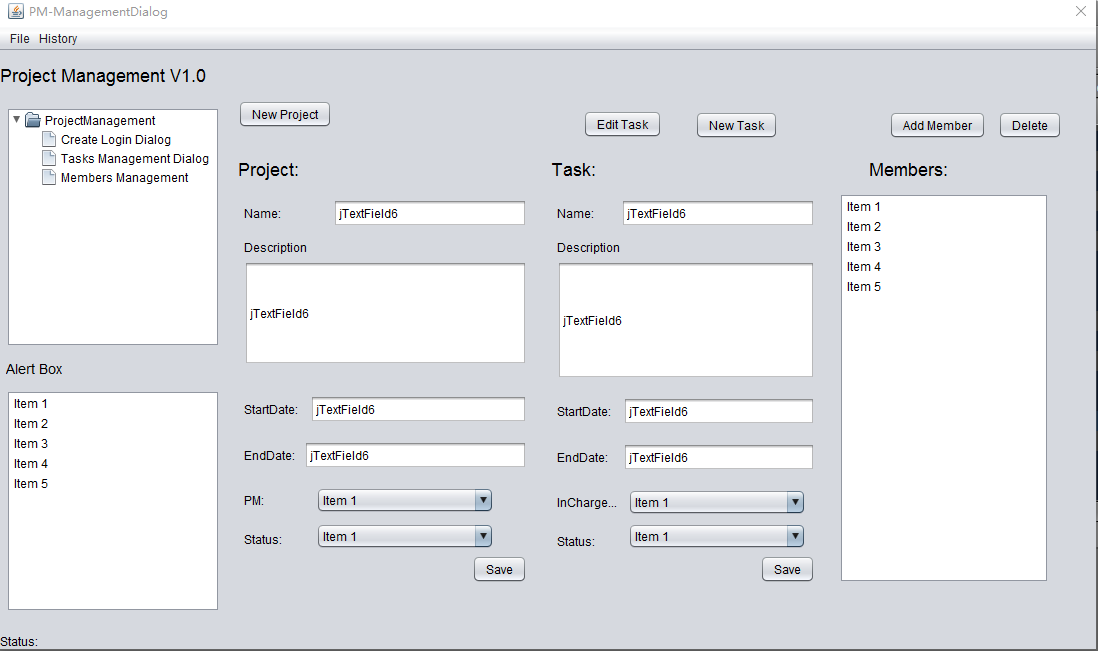 PM-ManagementDialog
File History
Project Management V1.0
ProjectManagement
Create Login Dialog
Tasks Management Dialog
Members Management
Alert Box
Item 1
Item 2
Item 3
Item 4
Item 5
New Project
Project:
Name: jTextField6
Description
jTextField6
StartDate: jTextField6
EndDate: jTextField6
PM: Item 1
Status: Item 1
Save
Edit Task New Task
Task:
Name: jTextField6
Description
jTextField6
StartDate: jTextField6
EndDate: jTextField6
InCharge... Item 1
Status: Item 1
Save
Add Member Delete
Members:
Item 1
Item 2
Item 3
Item 4
Item 5
Status: